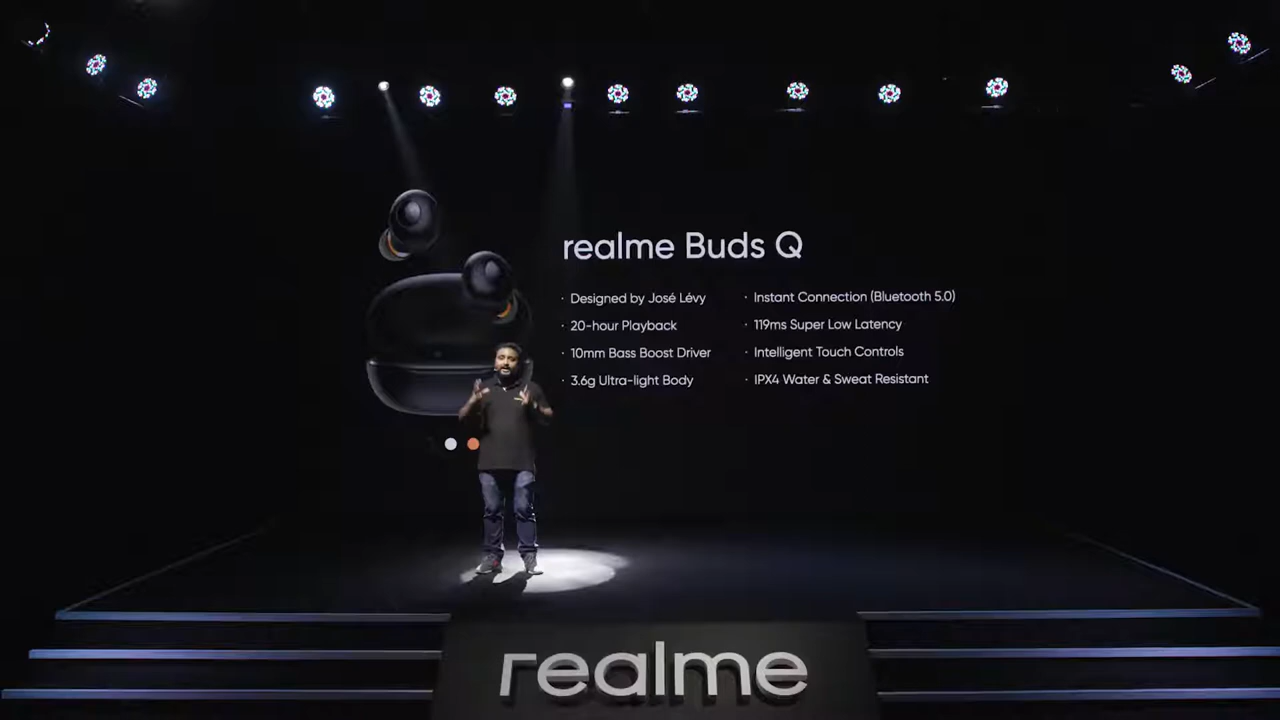 realme Buds Q
· Designed by José Lévy
· 20-hour Playback
· 10mm Bass Boost Driver
· 3.6g Ultra-light Body
· Instant Connection (Bluetooth 5.0)
· 119ms Super Low Latency
· Intelligent Touch Controls
· IPX4 Water & Sweat Resistant
realme